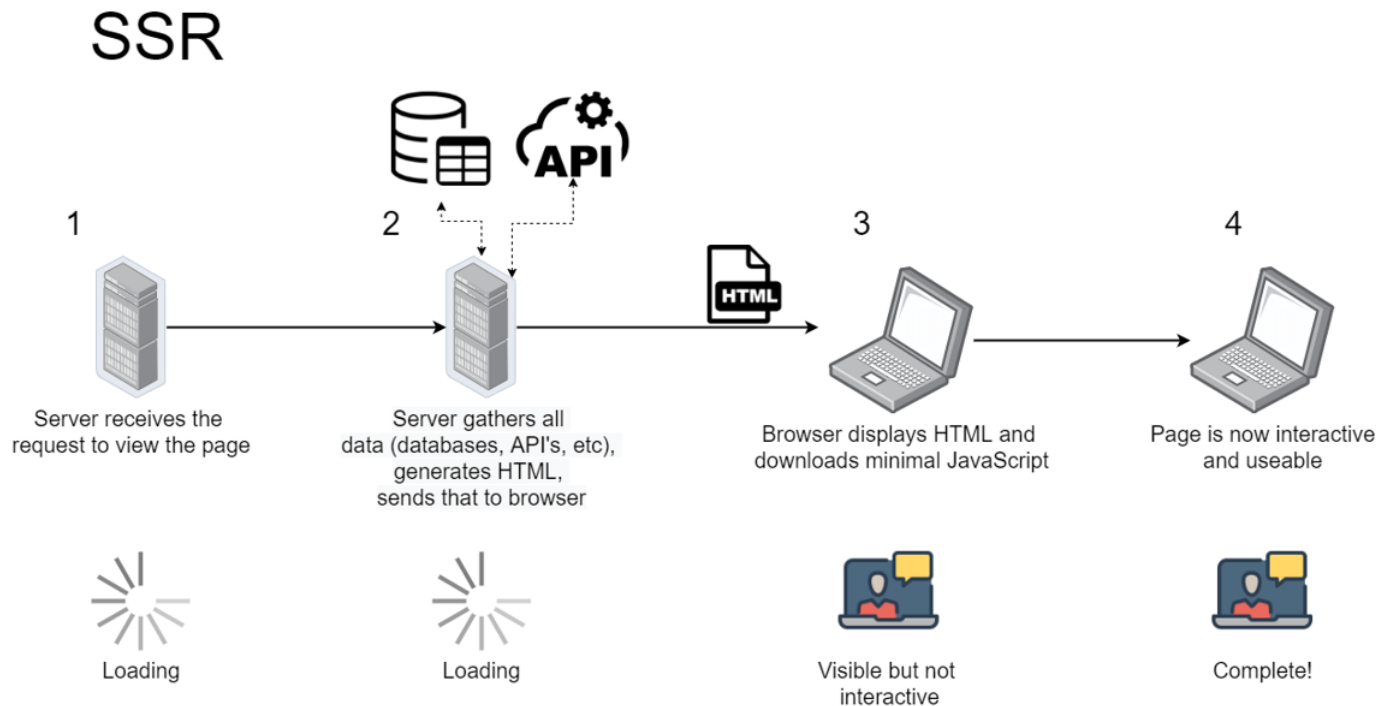 SSR
API
1
2
3
4
HTML
Server receives the
request to view the page
Server gathers all
data (databases, API's, etc),
generates HTML,
sends that to browser
Browser displays HTML and
downloads minimal JavaScript
Page is now interactive
and useable
Loading
Loading
Visible but not
interactive
Complete!